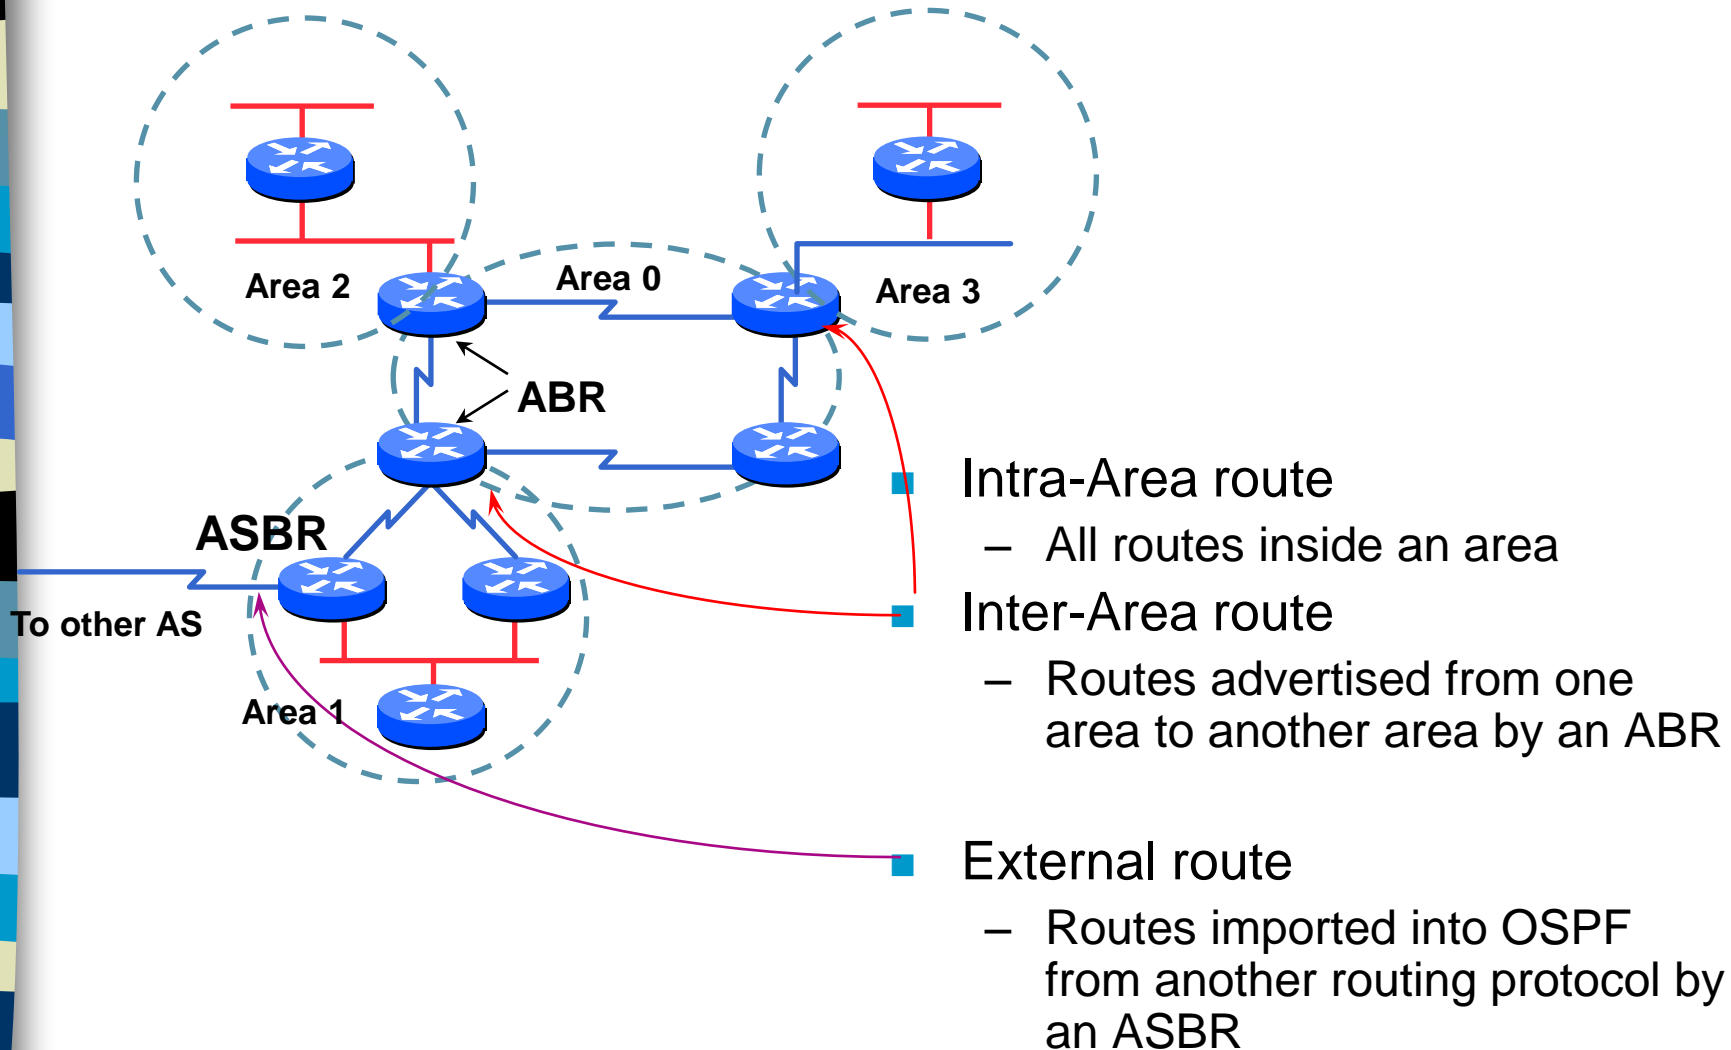 Area 2
Area 0
Area 3
ABR
ASBR
To other AS
Area 1
Intra-Area route
– All routes inside an area
Inter-Area route
– Routes advertised from one
area to another area by an ABR
External route
– Routes imported into OSPF
from another routing protocol by
an ASBR